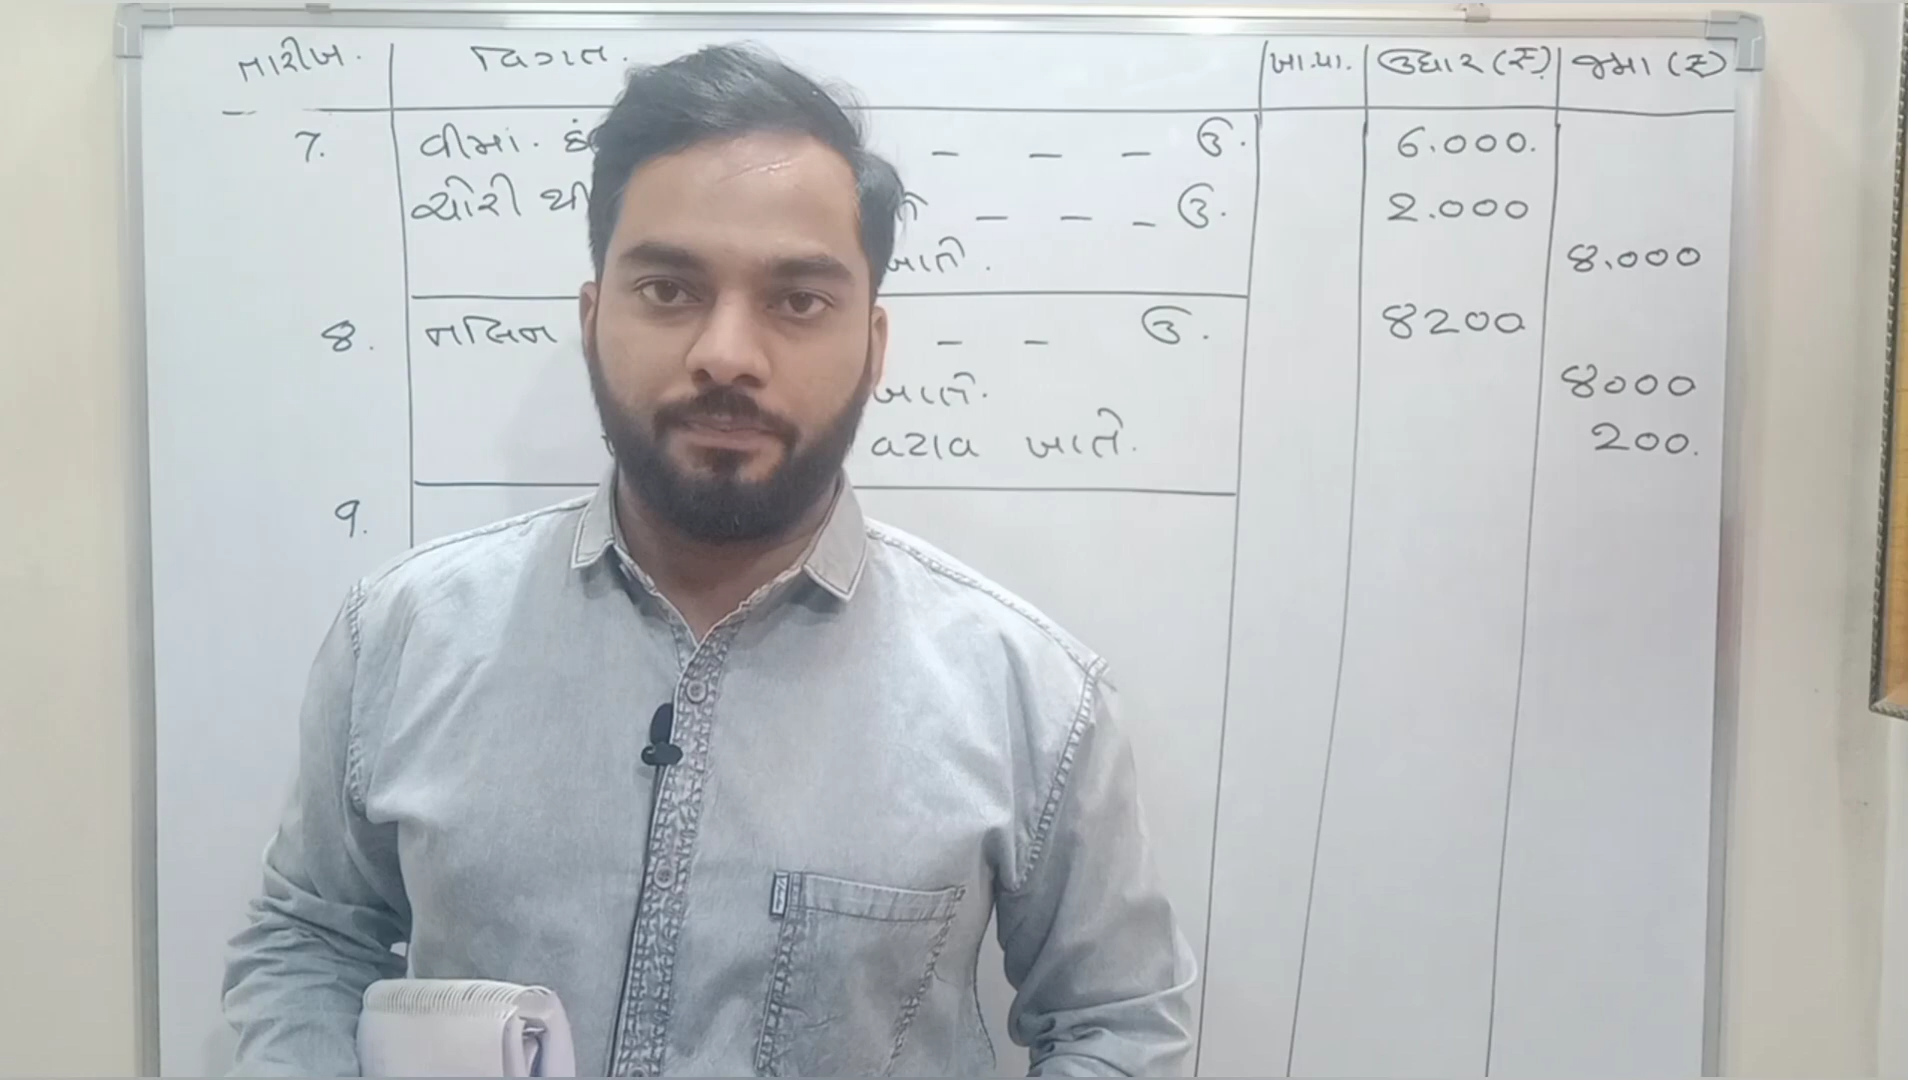 તારીખ. વિગત. ખા.પા. ઉધાર (₹) જમા (₹)
7. વીમા. કં — — — ઉ. 6.000.
ચોરી થી તે — — — ઉ. 2.000
ખાતે. 8.000
8. નલિન — — ઉ. 8200
ખાતે. 8000
વટાવ ખાતે. 200.
9.